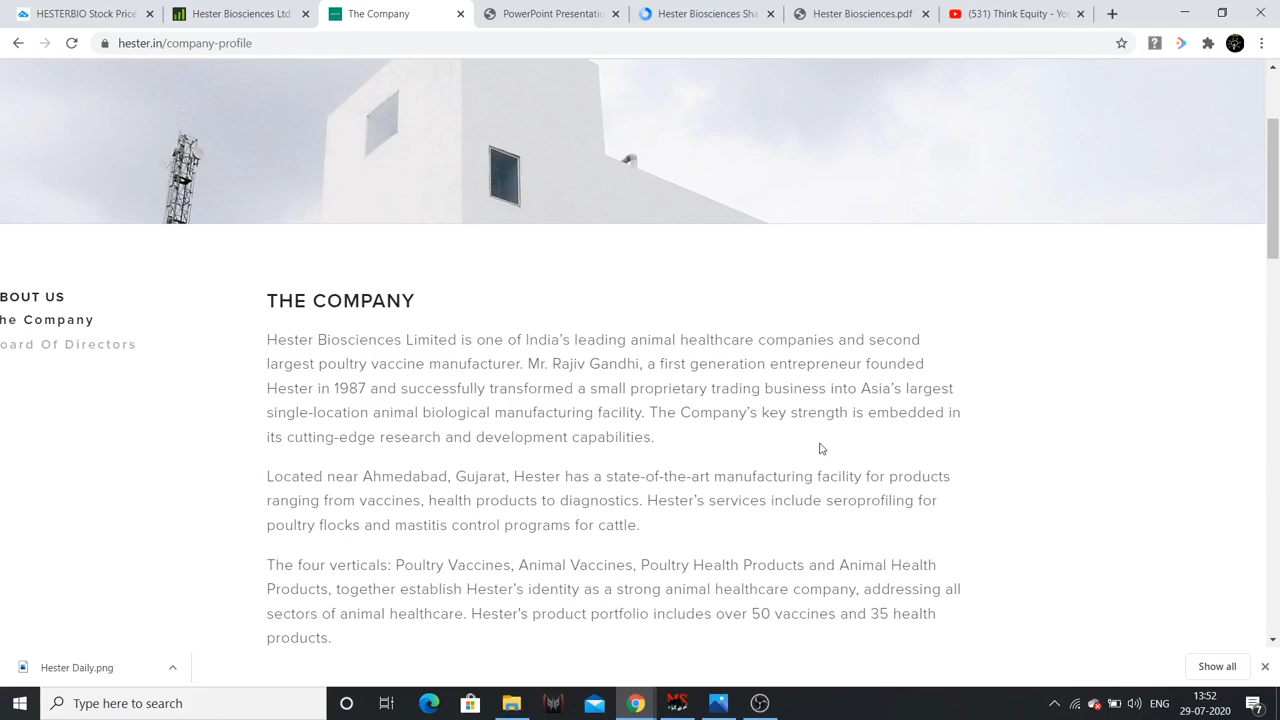 HESTERBIO Stock Price
Hester Biosciences Ltd
The Company
PowerPoint Presentatio
Hester Biosciences Sha
Hester Biosciences.pdf
(531) Think Equity - Yo
hester.in/company-profile
BOUT US
he Company
oard Of Directors
THE COMPANY
Hester Biosciences Limited is one of India's leading animal healthcare companies and second
largest poultry vaccine manufacturer. Mr. Rajiv Gandhi, a first generation entrepreneur founded
Hester in 1987 and successfully transformed a small proprietary trading business into Asia's largest
single-location animal biological manufacturing facility. The Company's key strength is embedded in
its cutting-edge research and development capabilities.
Located near Ahmedabad, Gujarat, Hester has a state-of-the-art manufacturing facility for products
ranging from vaccines, health products to diagnostics. Hester's services include seroprofiling for
poultry flocks and mastitis control programs for cattle.
The four verticals: Poultry Vaccines, Animal Vaccines, Poultry Health Products and Animal Health
Products, together establish Hester's identity as a strong animal healthcare company, addressing all
sectors of animal healthcare. Hester's product portfolio includes over 50 vaccines and 35 health
products.
Hester Daily.png
Show all
Type here to search
ENG
13:52
29-07-2020
7